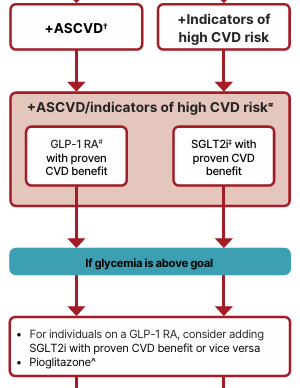 +ASCVD†
+Indicators of
high CVD risk
+ASCVD/indicators of high CVD risk≈
GLP-1 RA#
with proven
CVD benefit
SGLT2i‡ with
proven CVD
benefit
If glycemia is above goal
• For individuals on a GLP-1 RA, consider adding
SGLT2i with proven CVD benefit or vice versa
• Pioglitazone^